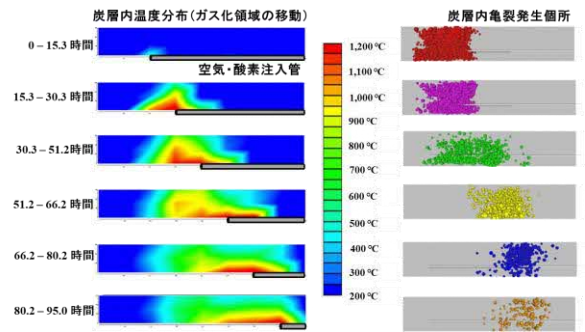 炭層内温度分布(ガス化領域の移動)
炭層内亀裂発生個所
0 – 15.3 時間
空気・酸素注入管
15.3 – 30.3 時間
30.3 – 51.2時間
51.2 – 66.2 時間
66.2 – 80.2 時間
80.2 – 95.0 時間
1,200 ℃
1,100 ℃
1,000 ℃
900 ℃
800 ℃
700 ℃
600 ℃
500 ℃
400 ℃
300 ℃
200 ℃